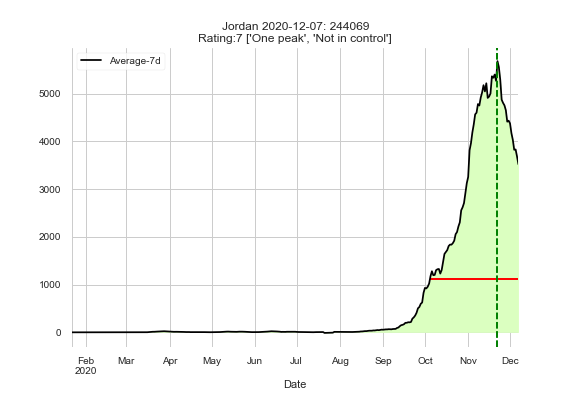 Jordan 2020-12-07: 244069
Rating:7 ['One peak', 'Not in control']
Average-7d
5000
4000
3000
2000
1000
0
Feb Mar Apr May Jun Jul Aug Sep Oct Nov Dec
2020
Date